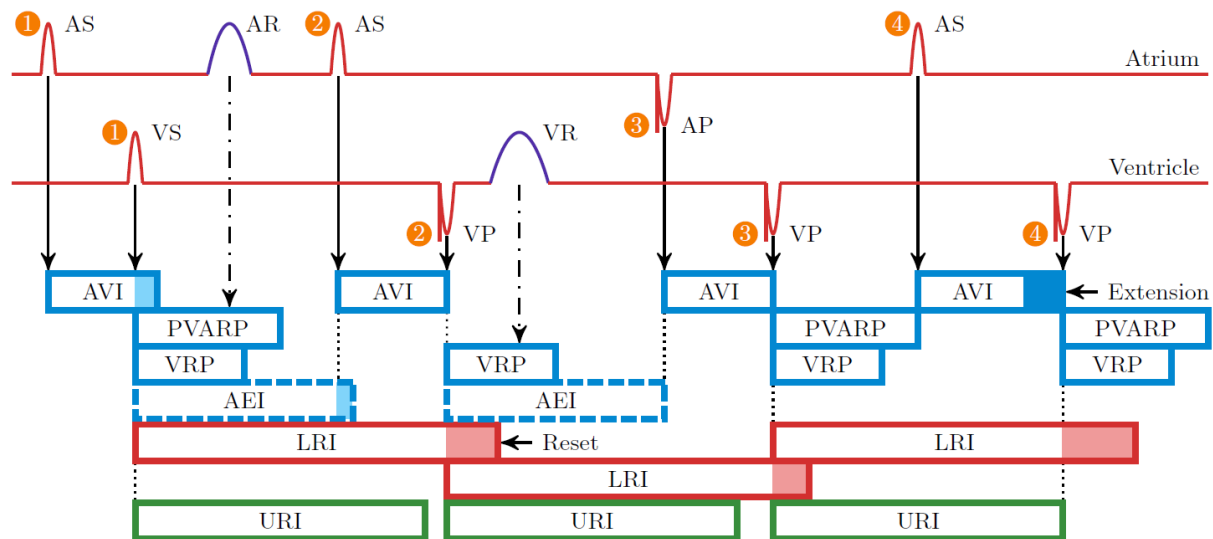 1 AS AR 2 AS 4 AS
Atrium
1 VS 3 AP VR
Ventricle
2 VP 3 VP 4 VP
AVI AVI AVI AVI Extension
PVARP PVARP PVARP
VRP VRP VRP VRP
AEI AEI
LRI Reset LRI
LRI
URI URI URI